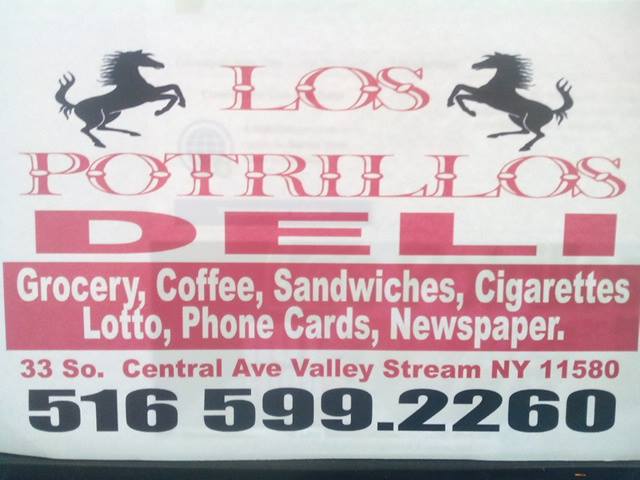 LOS
POTRILLOS
DELI
Grocery, Coffee, Sandwiches, Cigarettes
Lotto, Phone Cards, Newspaper.
33 So. Central Ave Valley Stream NY 11580
516 599.2260